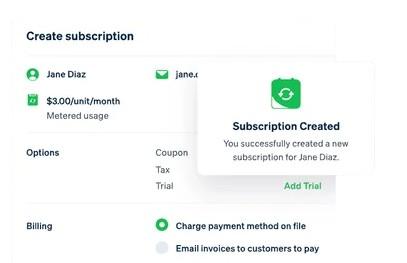 Create subscription
Jane Diaz
$3.00/unit/month
Metered usage
Subscription Created
You successfully created a new
subscription for Jane Diaz.
Options
Coupon
Tax
Trial
Add Trial
Billing
Charge payment method on file
Email invoices to customers to pay